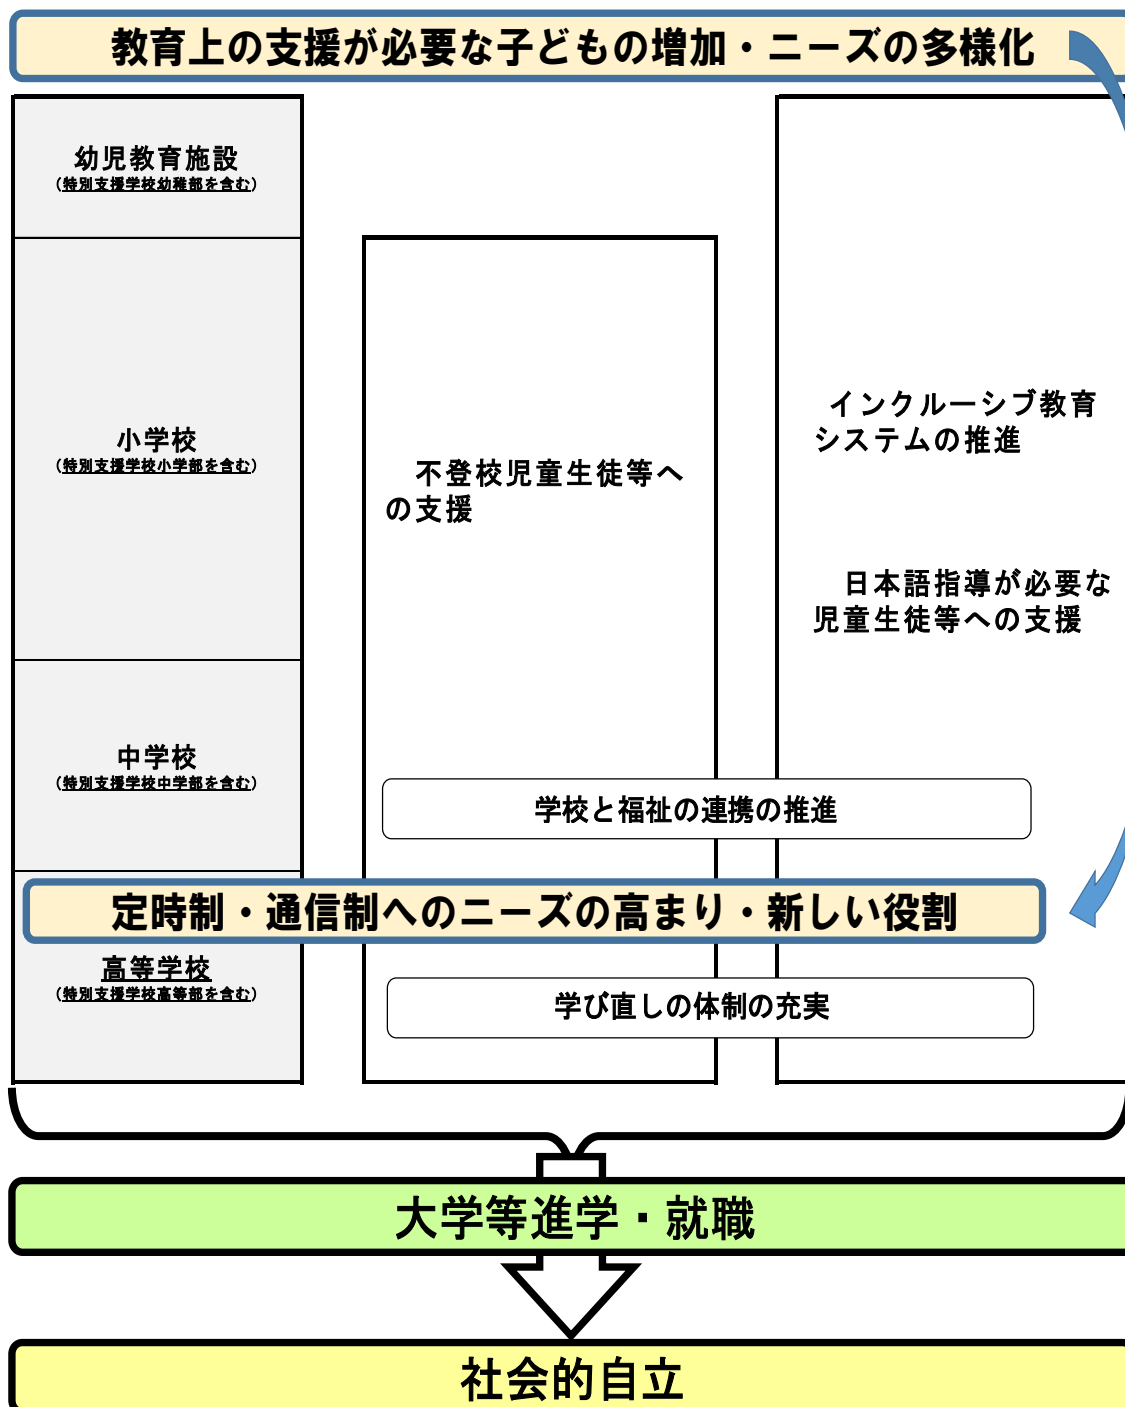 教育上の支援が必要な子どもの増加・ニーズの多様化
幼児教育施設
(特別支援学校幼稚部を含む)
小学校
(特別支援学校小学部を含む)
中学校
(特別支援学校中学部を含む)
不登校児童生徒等へ
の支援
インクルーシブ教育
システムの推進
日本語指導が必要な
児童生徒等への支援
学校と福祉の連携の推進
定時制・通信制へのニーズの高まり・新しい役割
高等学校
(特別支援学校高等部を含む)
学び直しの体制の充実
大学等進学・就職
社会的自立